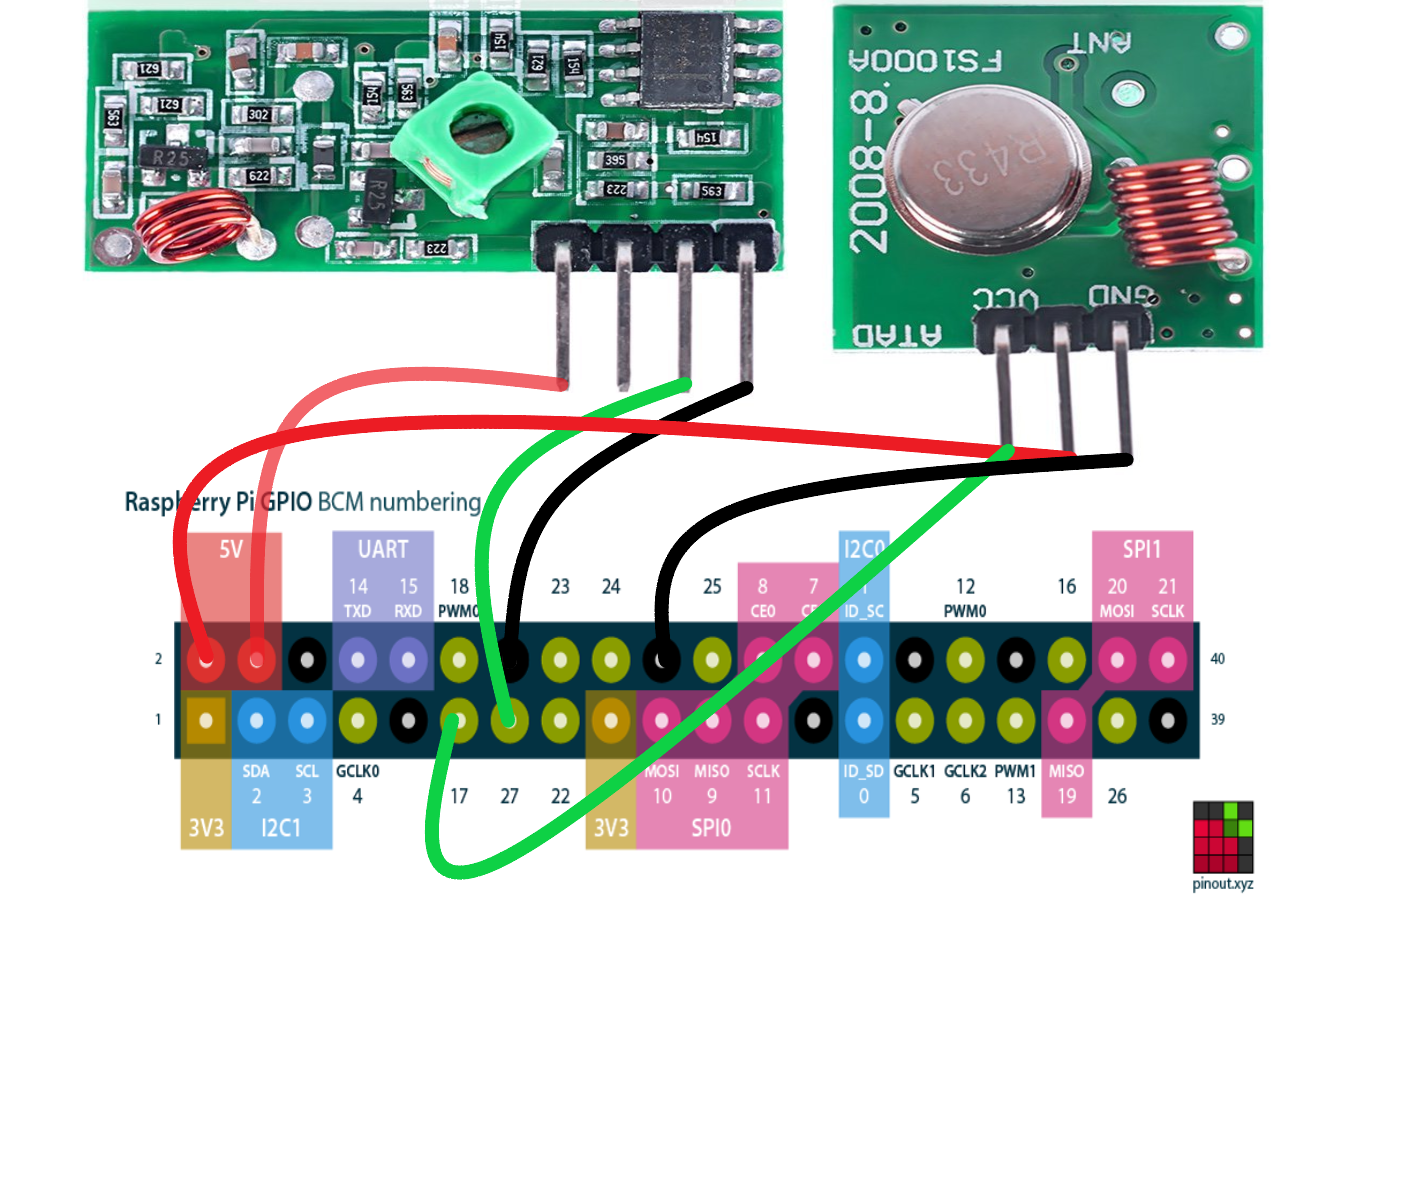 154
621
154
621
154
563
563
621
302
R25
622
395
154
R25
223
563
223
FS1000A
ANT
2008-8.
R433
VCC
GND
ATAD
Raspberry Pi GPIO BCM numbering
5V
UART
I2C0
SPI1
14 15 18 23 24 25 8 7 1 12 16 20 21
TXD RXD PWM0 CE0 ID_SC PWM0 MOSI SCLK
2 40
1 39
SDA SCL GCLK0 MOSI MISO SCLK ID_SD GCLK1 GCLK2 PWM1 MISO
2 3 4 17 27 22 10 9 11 0 5 6 13 19 26
3V3 I2C1 3V3 SPI0
pinout.xyz